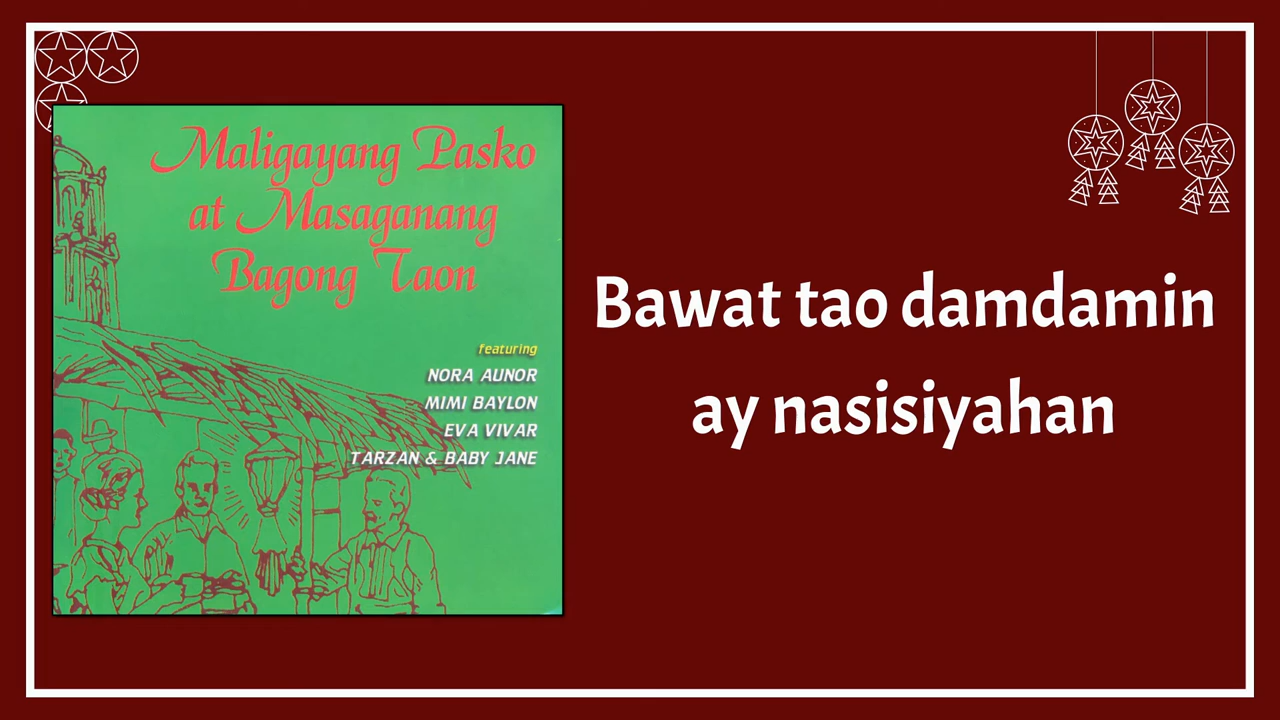 Maligayang Pasko
at Masaganang
Bagong Taon
featuring
NORA AUNOR
MIMI BAYLON
EVA VIVAR
TARZAN & BABY JANE
Bawat tao damdamin
ay nasisiyahan